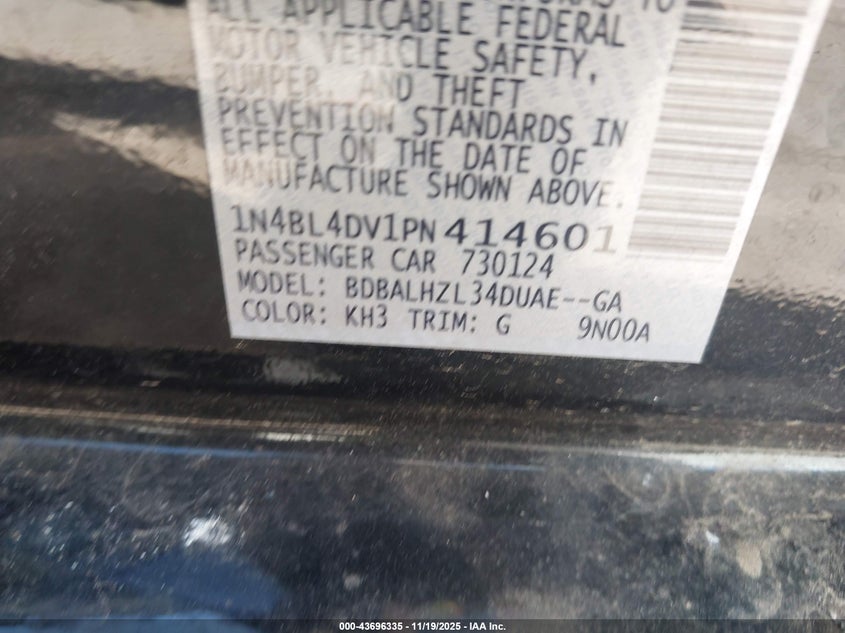 ALL APPLICABLE FEDERAL
MOTOR VEHICLE SAFETY,
BUMPER, AND THEFT
PREVENTION STANDARDS IN
EFFECT ON THE DATE OF
MANUFACTURE SHOWN ABOVE.
1N4BL4DV1PN414601
PASSENGER CAR 730124
MODEL: BDBALHZL34DUAE--GA
COLOR: KH3 TRIM: G 9N00A
000-43696335 - 11/19/2025 - IAA Inc.